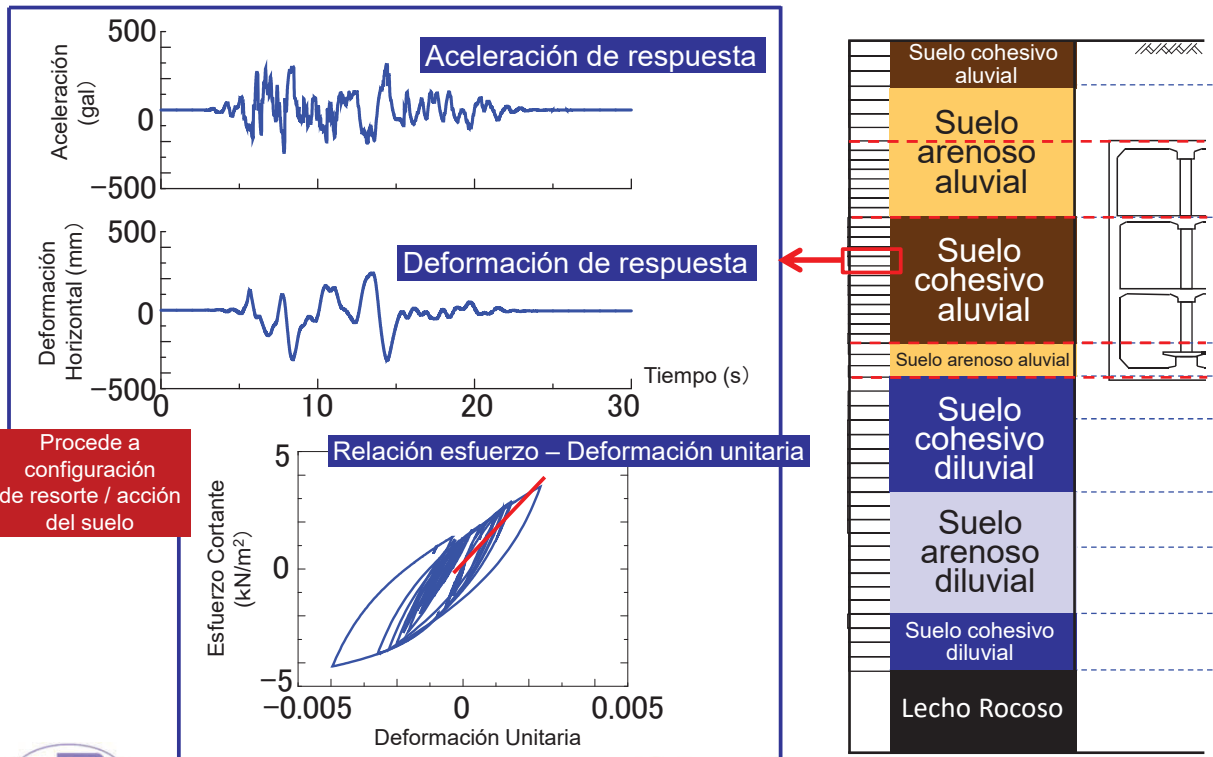 Aceleración de respuesta
500
0
−500
Aceleración
(gal)
Deformación de respuesta
500
0
−500
Deformación
Horizontal (mm)
0
10
20
30
Tiempo (s)
Procede a
configuración
de resorte / acción
del suelo
Relación esfuerzo – Deformación unitaria
5
0
−5
Esfuerzo Cortante
(kN/m²)
−0.005
0
0.005
Deformación Unitaria
Suelo cohesivo
aluvial
Suelo
arenoso
aluvial
Suelo
cohesivo
aluvial
Suelo arenoso aluvial
Suelo
cohesivo
diluvial
Suelo
arenoso
diluvial
Suelo cohesivo
diluvial
Lecho Rocoso